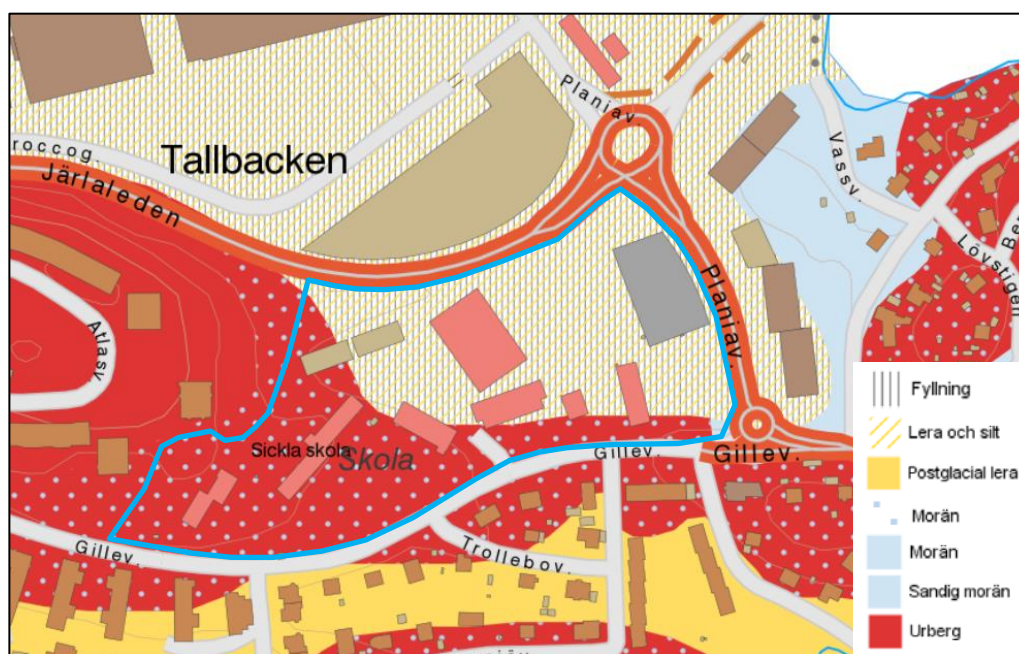 Planiav.
roccog.
Tallbacken
Järlaleden
Vassv.
Lövstigen
Be
Planiav.
Atlasv
Sickla skola
Skola
Gillev.
Gillev.
Gillev.
Trollebov.
Fyllning
Lera och silt
Postglacial lera
Morän
Morän
Sandig morän
Urberg